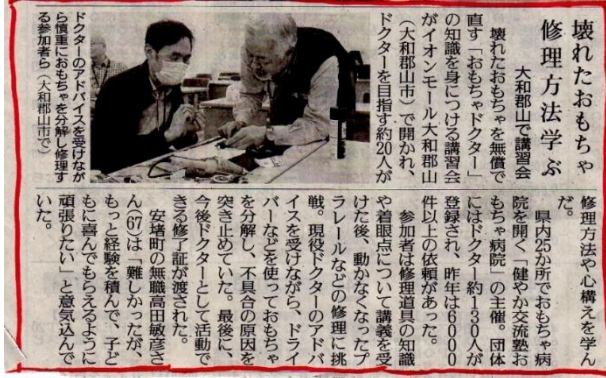 壊れたおもちゃ
修理方法学ぶ
大和郡山で講習会
壊れたおもちゃを無償で
直す「おもちゃドクター」
の知識を身につける講習会
がイオンモール大和郡山
（大和郡山市）で開かれ、
ドクターを目指す約20人が
修理方法や心構えを学ん
だ。
県内25か所でおもちゃ病
院を開く「健やか交流塾お
もちゃ病院」の主催。団体
にはドクター約130人が
登録され、昨年は6000
件以上の依頼があった。
参加者は修理道具の知識
や着眼点について講義を受
けた後、動かなくなったプ
ラレールなどの修理に挑
戦。現役ドクターのアドバ
イスを受けながら、ドライ
バーなどを使っておもちゃ
を分解し、不具合の原因を
突き止めていた。最後に、
今後ドクターとして活動で
きる修了証が渡された。
安堵町の無職高田敏彦さ
ん(67)は「難しかったが、
もっと経験を積んで、子ど
もに喜んでもらえるように
頑張りたい」と意気込んで
いた。
ドクターのアドバイスを受けなが
ら慎重におもちゃを分解し修理す
る参加者ら（大和郡山市で）